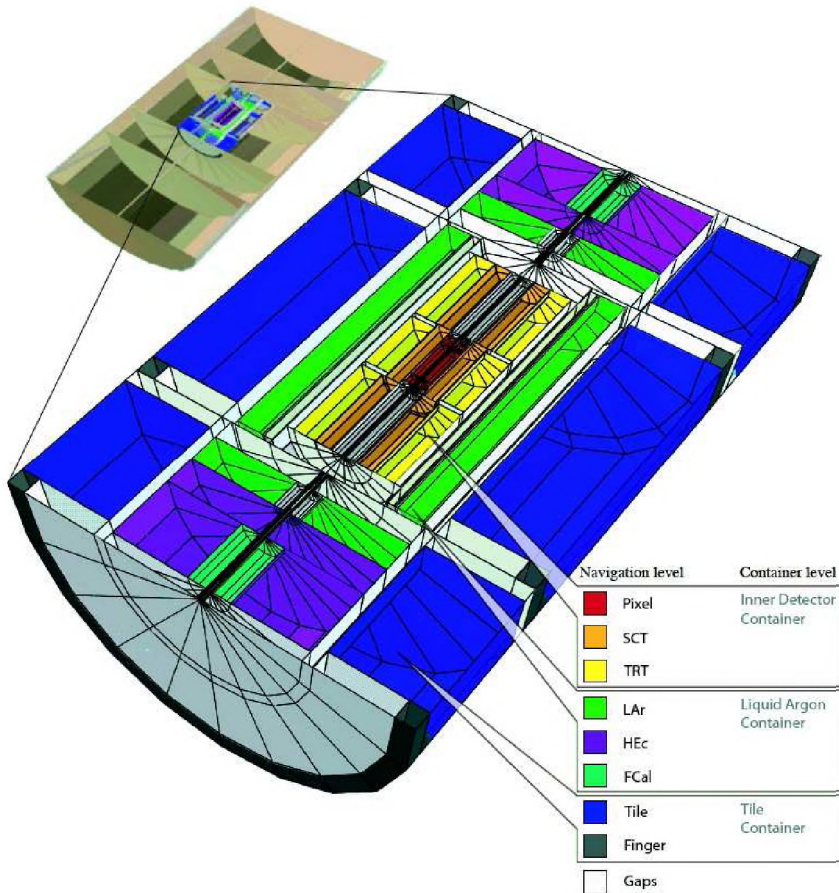 Navigation level Container level
Pixel Inner Detector
Container
SCT
TRT
LAr Liquid Argon
Container
HEc
FCal
Tile Tile
Container
Finger
Gaps